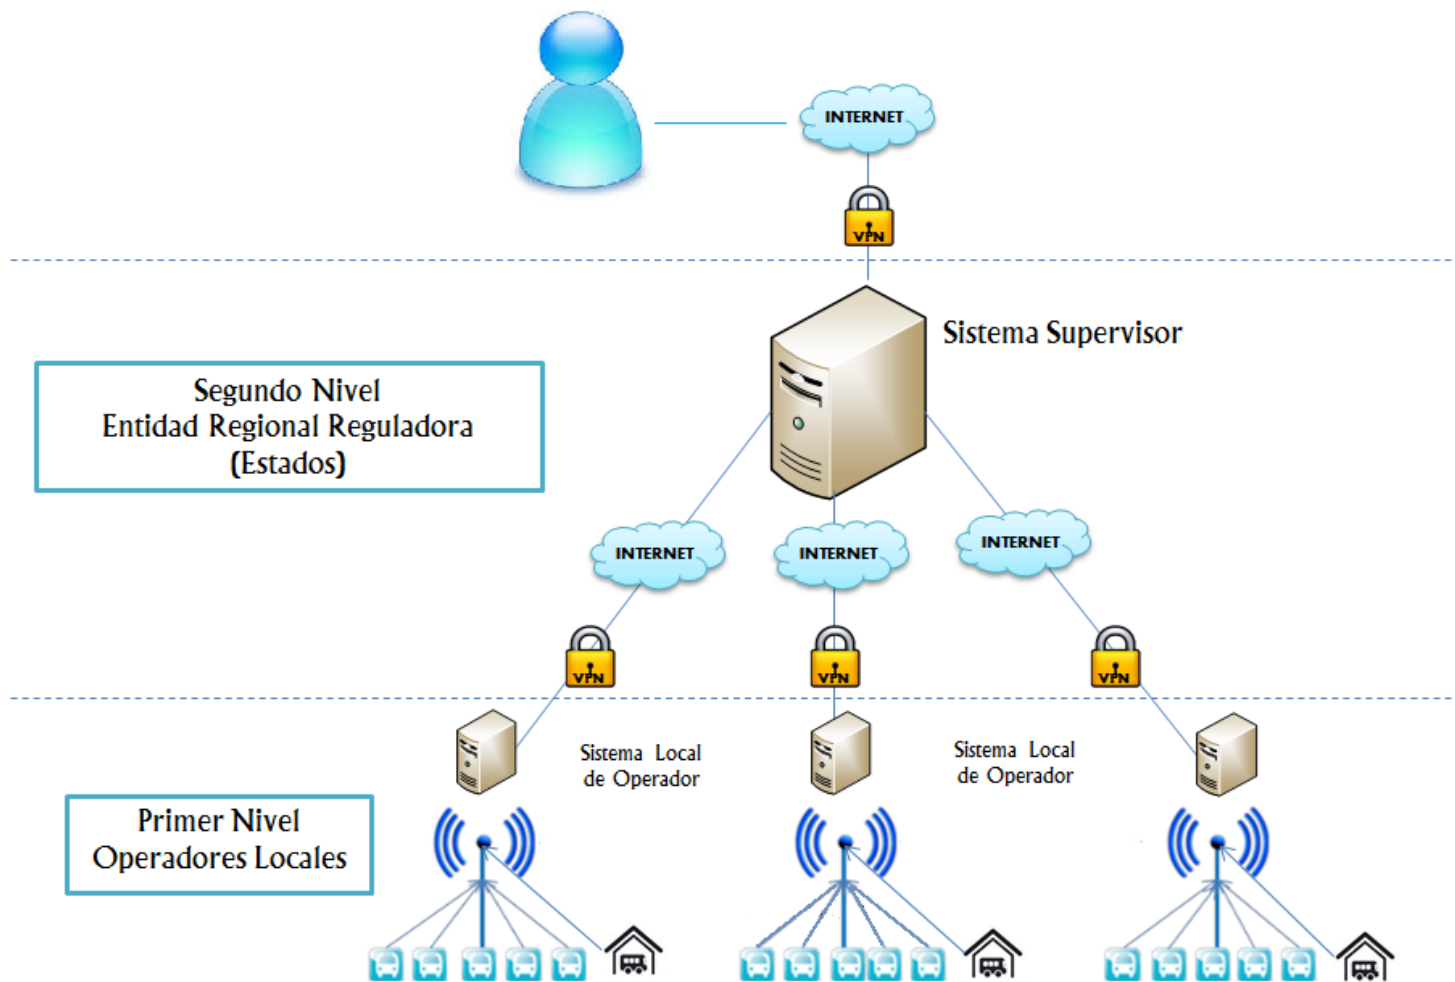 INTERNET
VPN
Sistema Supervisor
Segundo Nivel
Entidad Regional Reguladora
(Estados)
INTERNET
INTERNET
INTERNET
VPN
VPN
VPN
Sistema Local
de Operador
Sistema Local
de Operador
Primer Nivel
Operadores Locales